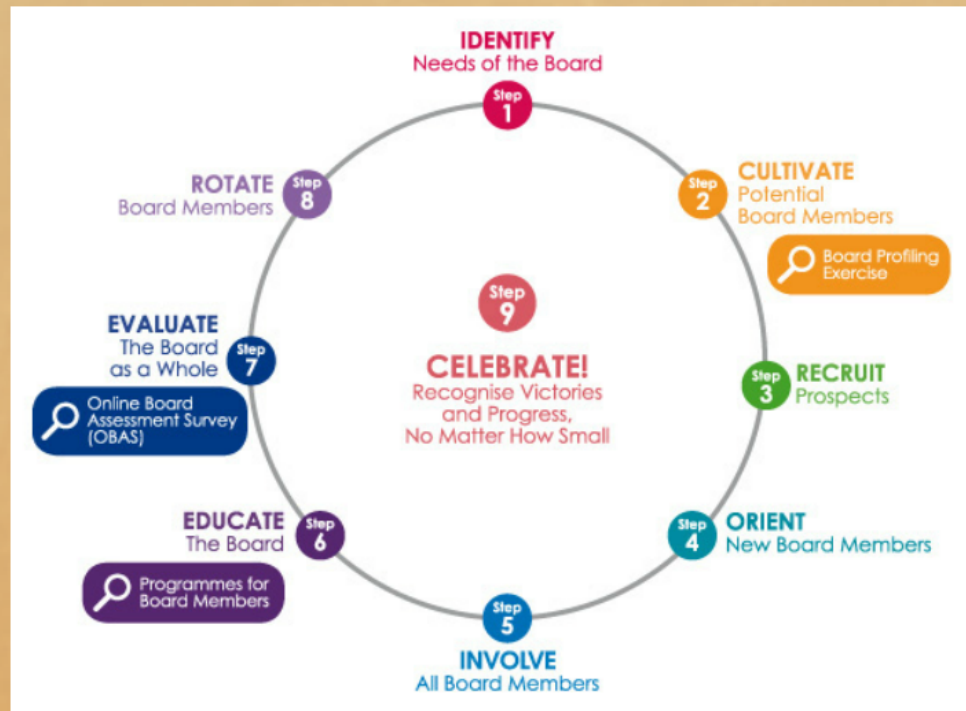 IDENTIFY
Needs of the Board
Step
1
CULTIVATE
Potential
Board Members
Step
2
Board Profiling
Exercise
RECRUIT
Prospects
Step
3
ORIENT
New Board Members
Step
4
Step
5
INVOLVE
All Board Members
EDUCATE
The Board
Step
6
Programmes for
Board Members
EVALUATE
The Board
as a Whole
Step
7
Online Board
Assessment Survey
(OBAS)
ROTATE
Board Members
Step
8
Step
9
CELEBRATE!
Recognise Victories
and Progress,
No Matter How Small